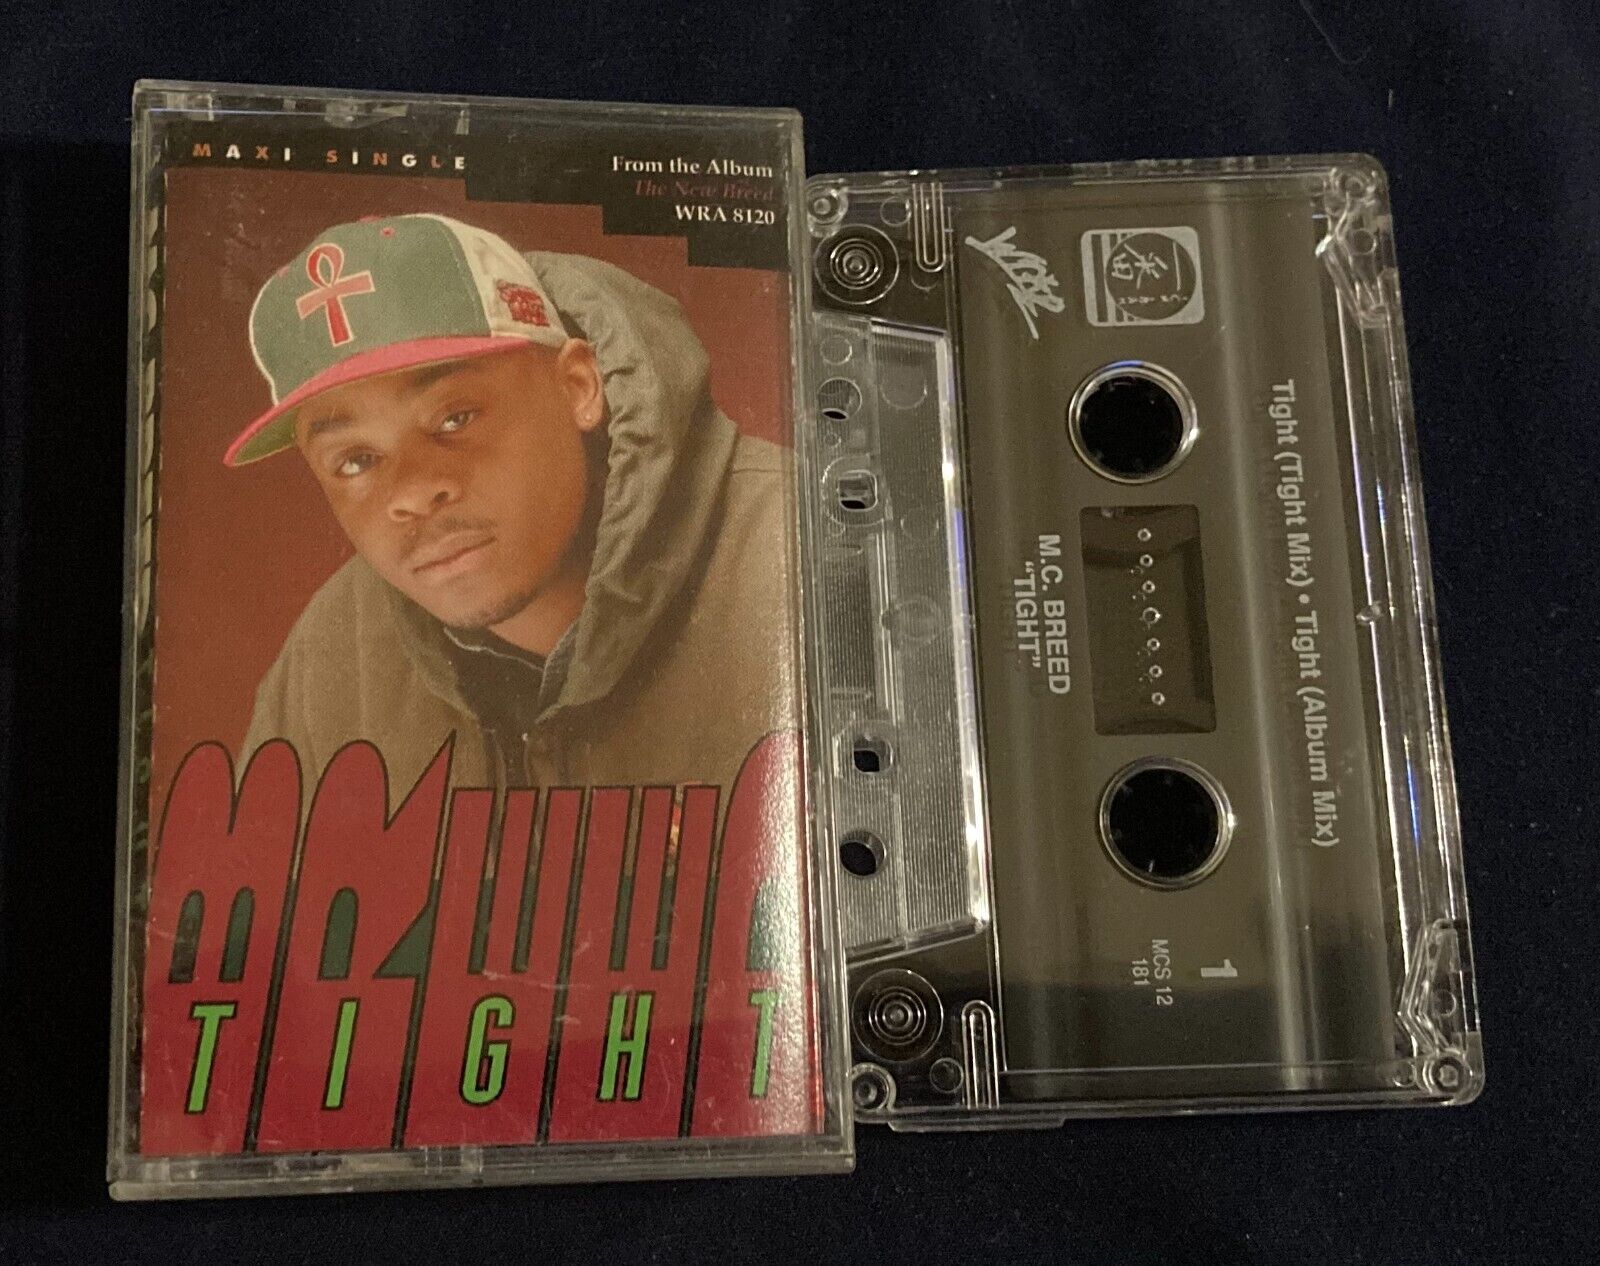 MAXI SINGLE
From the Album
The New Breed
WRA 8120
TIGHT
Tight (Tight Mix) • Tight (Album Mix)
M.C. BREED
"TIGHT"
1
MCS 12
181